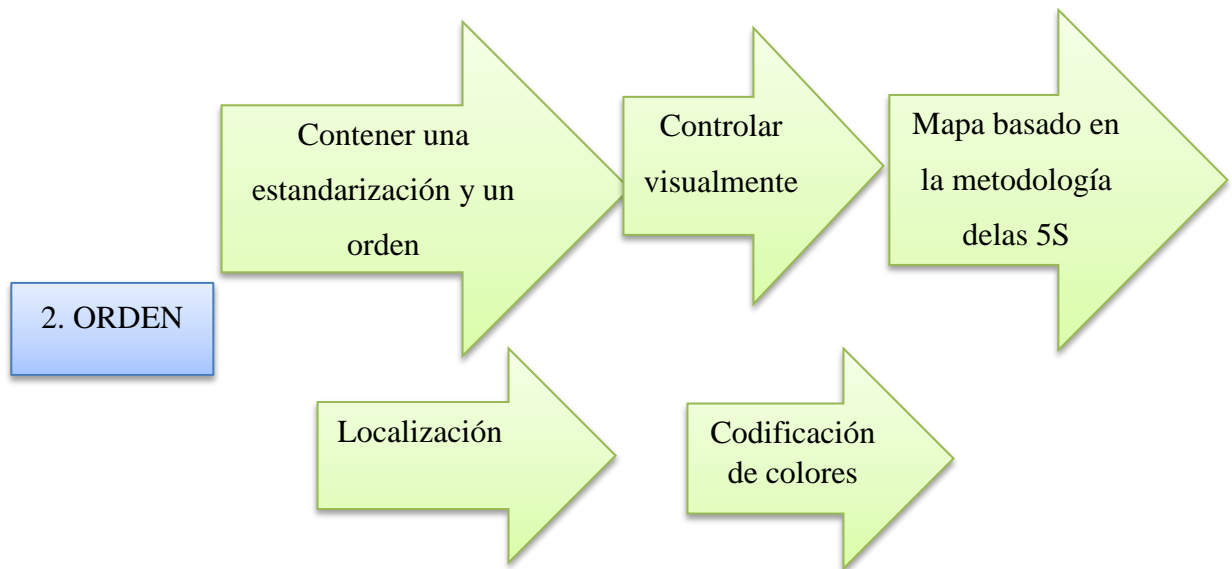 Contener una
estandarización y un
orden
Controlar
visualmente
Mapa basado en
la metodología
delas 5S
2. ORDEN
Localización
Codificación
de colores